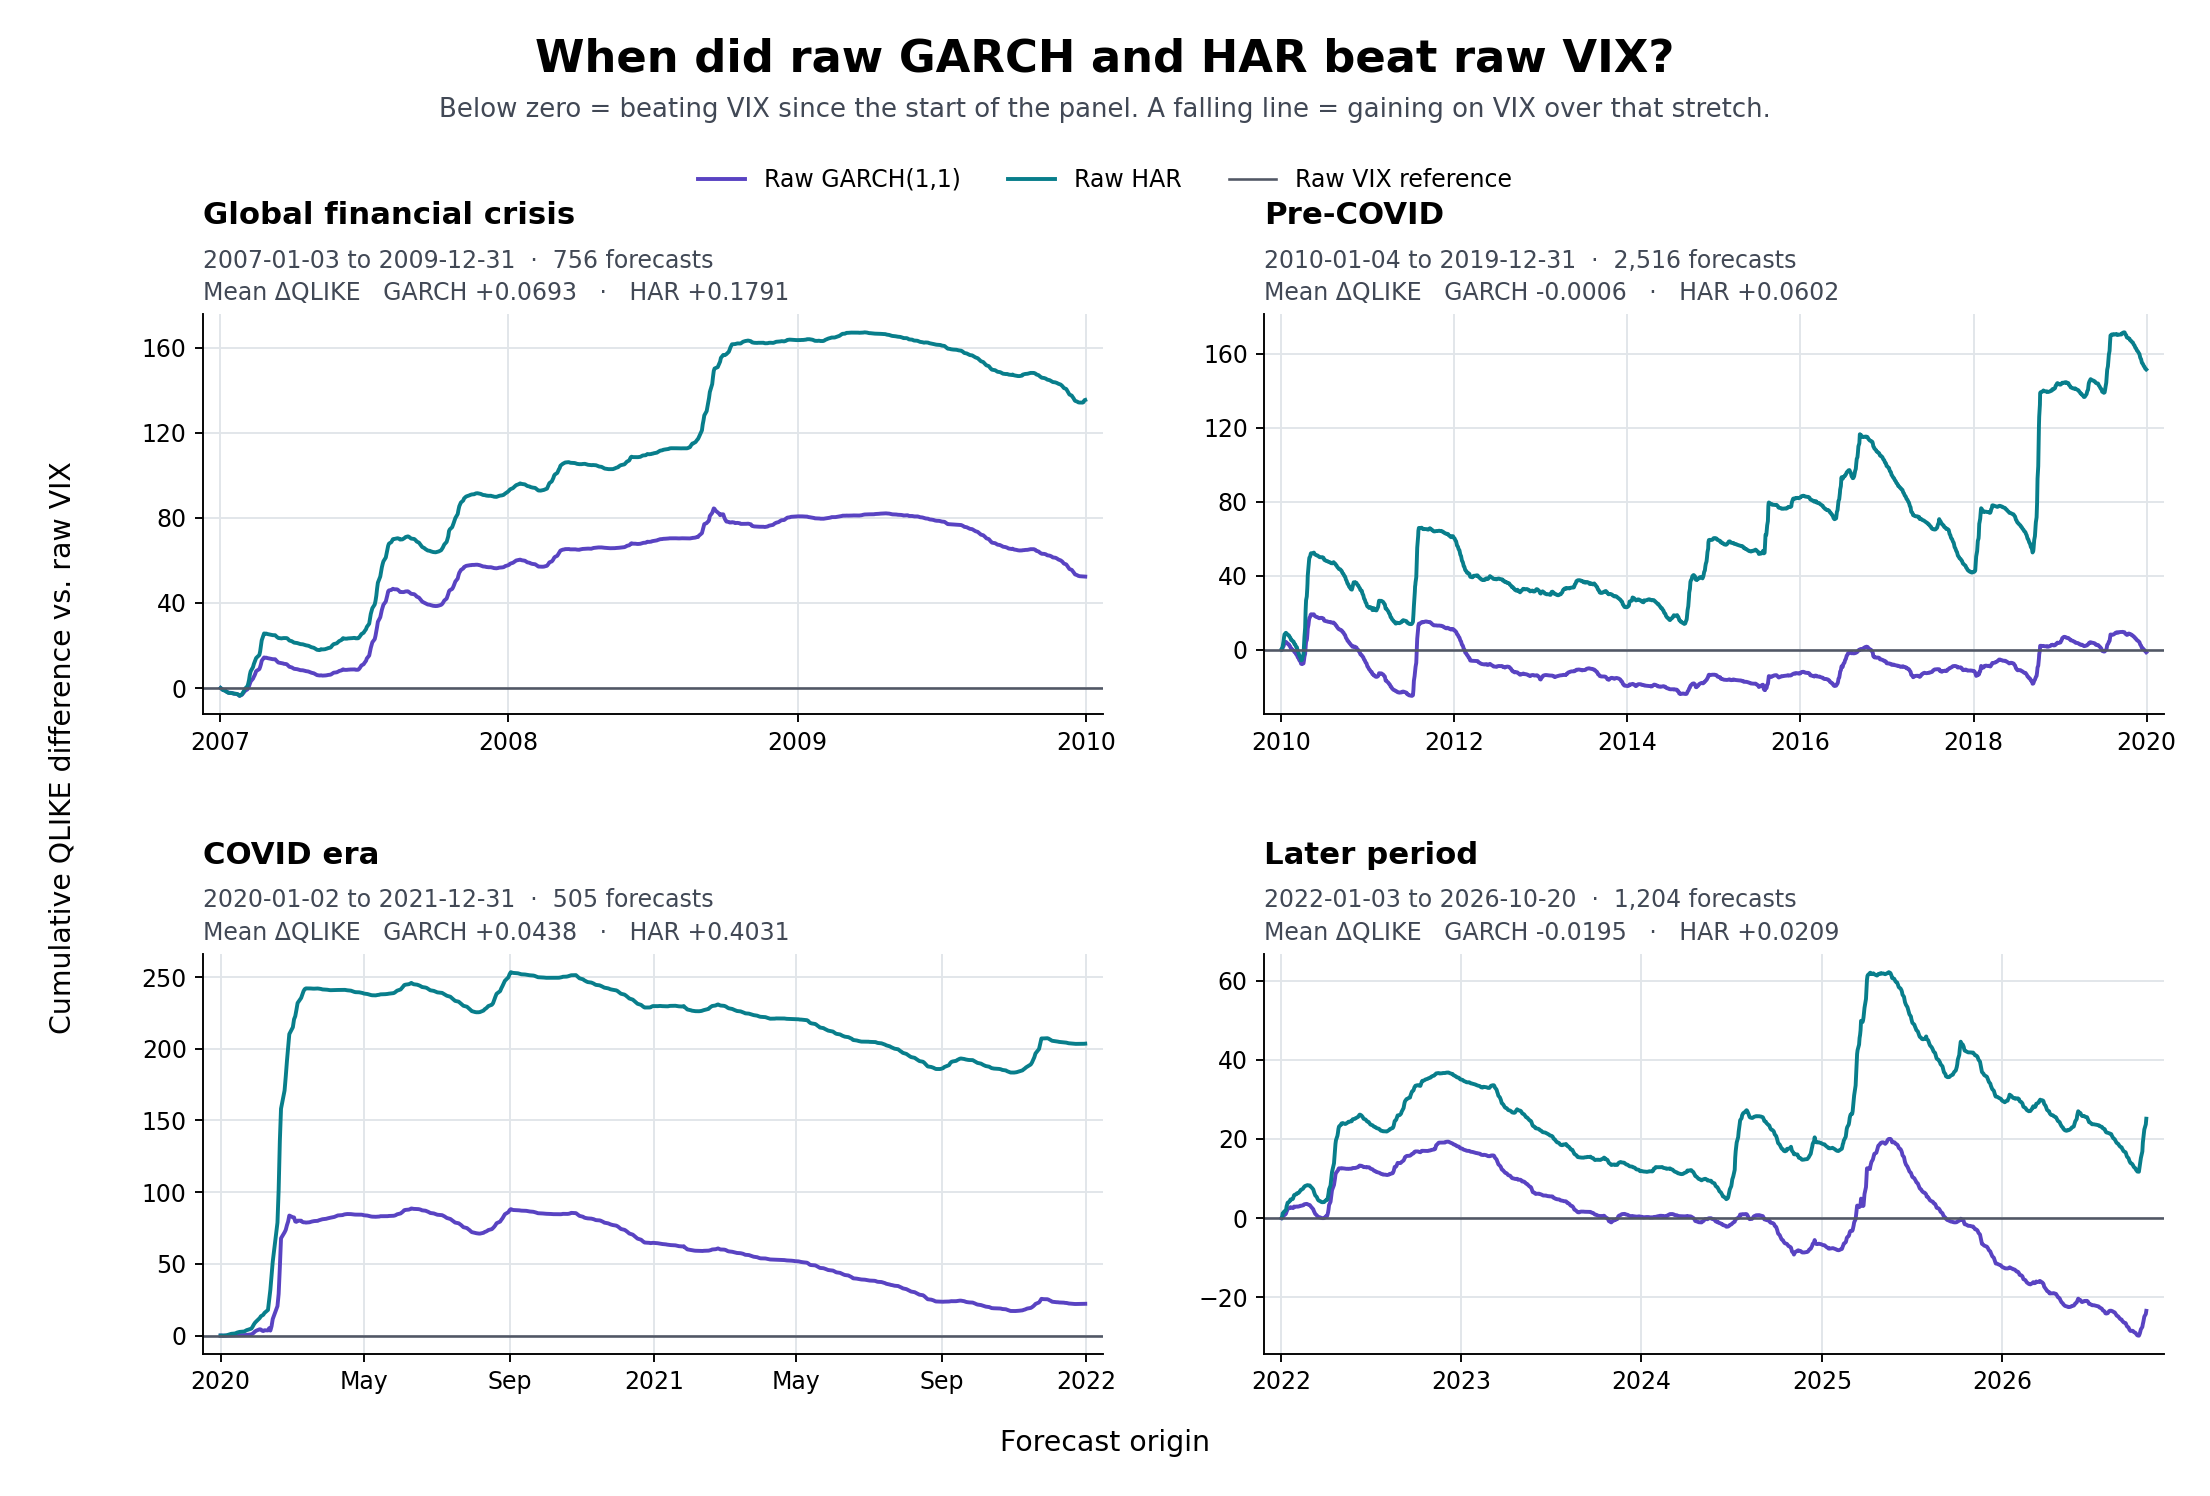 When did raw GARCH and HAR beat raw VIX?
Below zero = beating VIX since the start of the panel. A falling line = gaining on VIX over that stretch.
Raw GARCH(1,1)
Raw HAR
Raw VIX reference
Cumulative QLIKE difference vs. raw VIX
Global financial crisis
2007-01-03 to 2009-12-31 · 756 forecasts
Mean ΔQLIKE GARCH +0.0693 · HAR +0.1791
160
120
80
40
0
2007 2008 2009 2010
Pre-COVID
2010-01-04 to 2019-12-31 · 2,516 forecasts
Mean ΔQLIKE GARCH -0.0006 · HAR +0.0602
160
120
80
40
0
2010 2012 2014 2016 2018 2020
COVID era
2020-01-02 to 2021-12-31 · 505 forecasts
Mean ΔQLIKE GARCH +0.0438 · HAR +0.4031
250
200
150
100
50
0
2020 May Sep 2021 May Sep 2022
Later period
2022-01-03 to 2026-10-20 · 1,204 forecasts
Mean ΔQLIKE GARCH -0.0195 · HAR +0.0209
60
40
20
0
−20
2022 2023 2024 2025 2026
Forecast origin